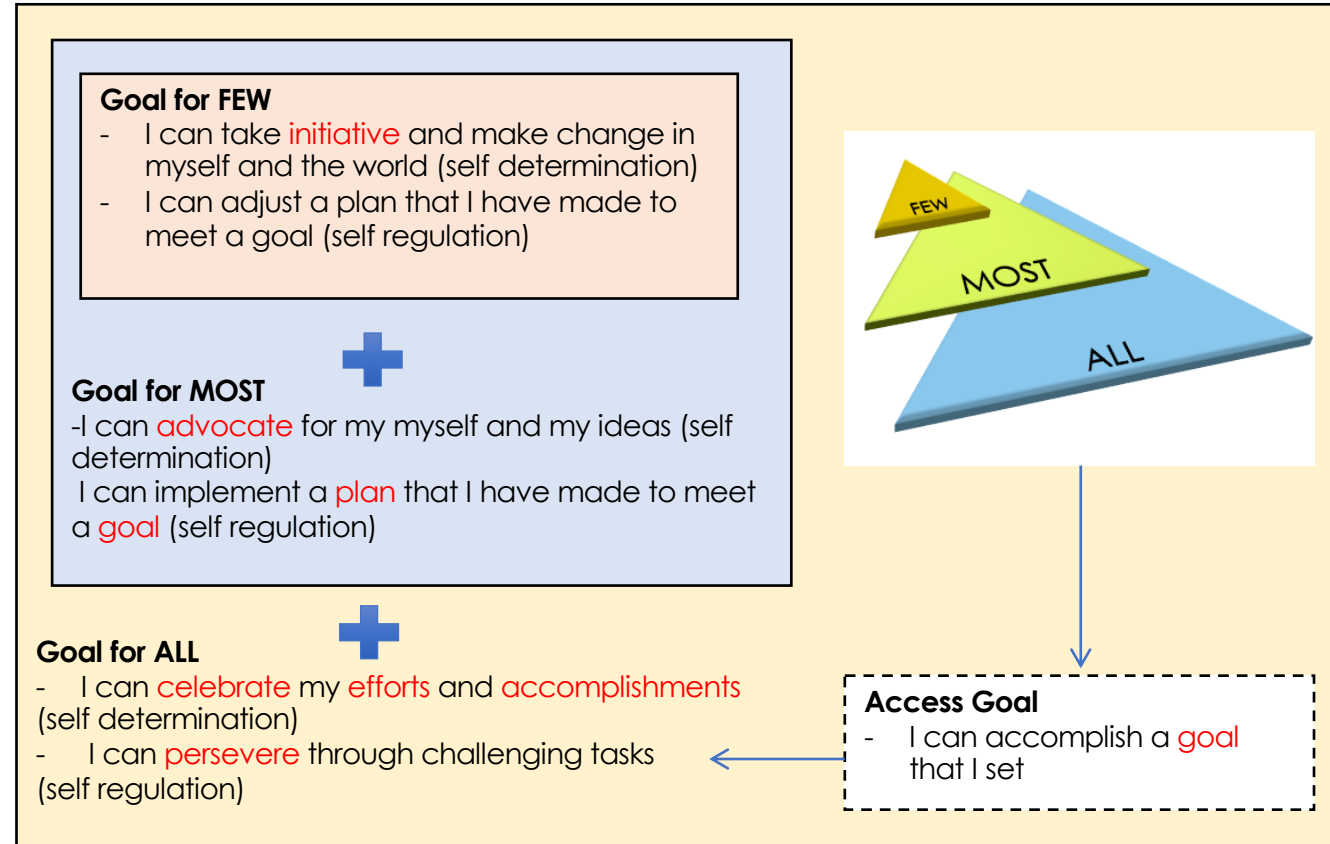 Goal for FEW
- I can take initiative and make change in
myself and the world (self determination)
- I can adjust a plan that I have made to
meet a goal (self regulation)
Goal for MOST
-I can advocate for my myself and my ideas (self
determination)
I can implement a plan that I have made to meet
a goal (self regulation)
Goal for ALL
- I can celebrate my efforts and accomplishments
(self determination)
- I can persevere through challenging tasks
(self regulation)
FEW
MOST
ALL
Access Goal
- I can accomplish a goal
that I set